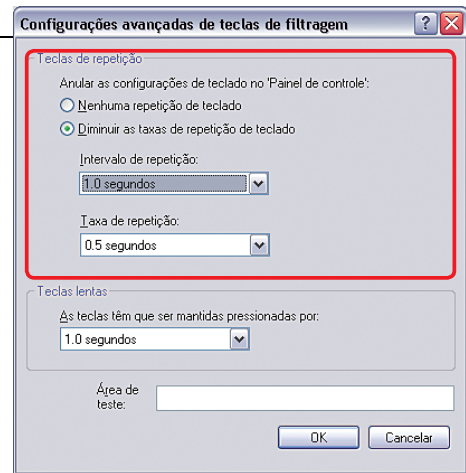 Configurações avançadas de teclas de filtragem
Teclas de repetição
Anular as configurações de teclado no 'Painel de controle':
Nenhuma repetição de teclado
Diminuir as taxas de repetição de teclado
Intervalo de repetição:
1.0 segundos
Taxa de repetição:
0.5 segundos
Teclas lentas
As teclas têm que ser mantidas pressionadas por:
1.0 segundos
Área de
teste:
OK Cancelar